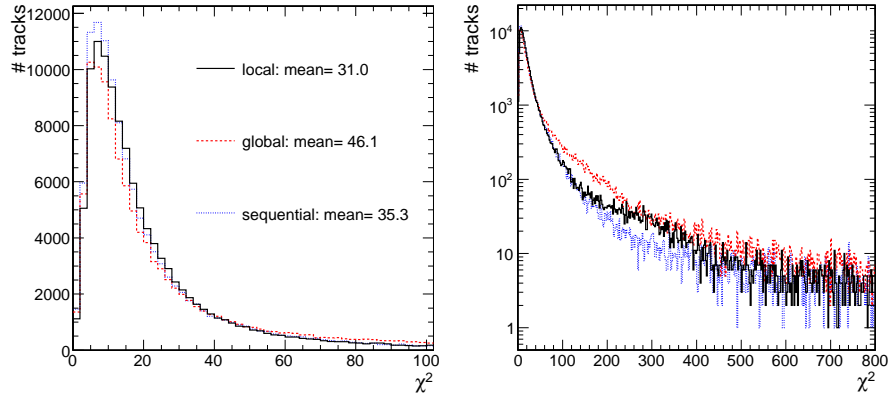 # tracks
12000
10000
8000
6000
4000
2000
0
0 20 40 60 80 100
χ²
local: mean= 31.0
global: mean= 46.1
sequential: mean= 35.3
# tracks
10⁴
10³
10²
10
1
0 100 200 300 400 500 600 700 800
χ²